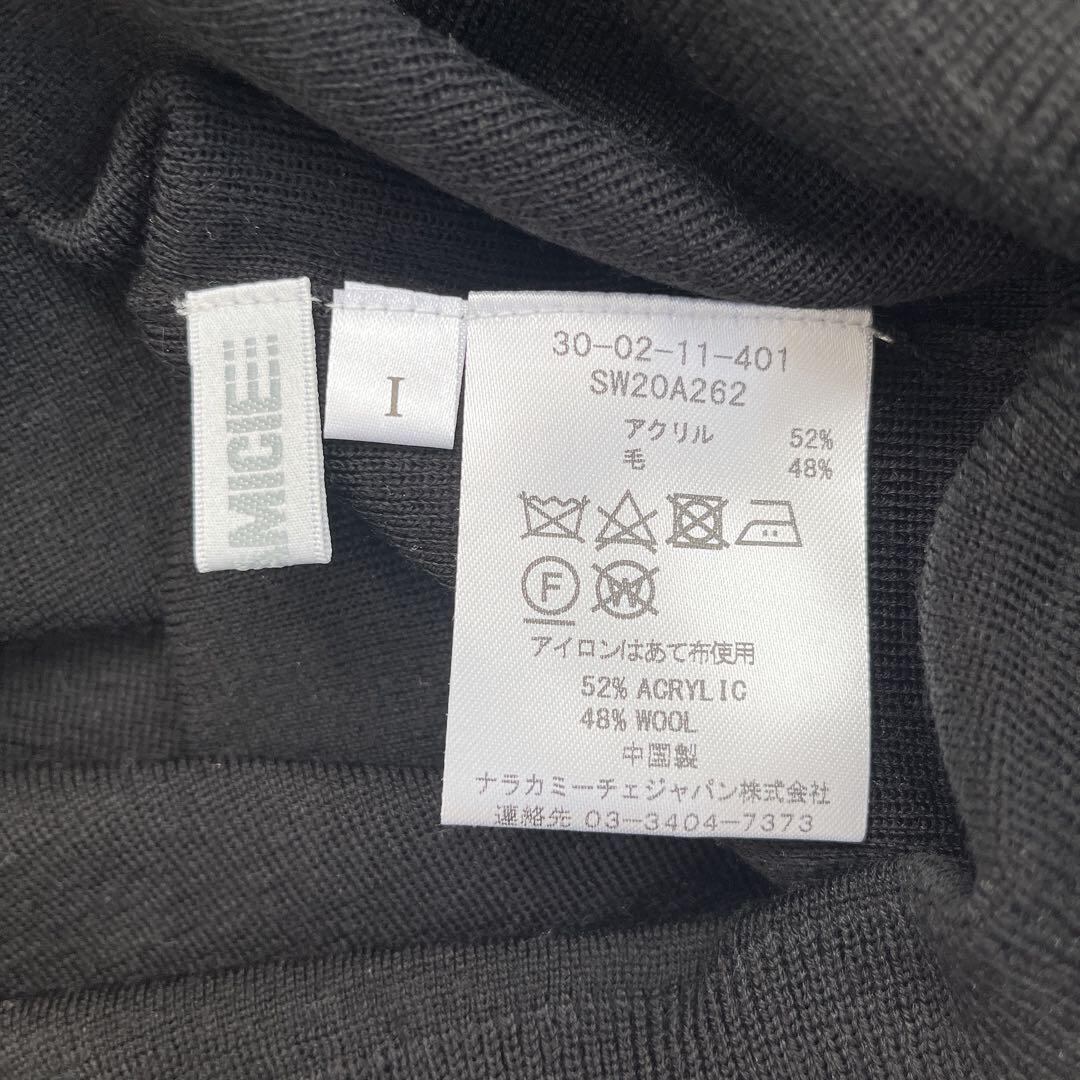 MICIE
I
30-02-11-401
SW20A262
アクリル 52%
毛 48%
F
W
アイロンはあて布使用
52% ACRYLIC
48% WOOL
中国製
ナラカミーチェジャパン株式会社
連絡先 03-3404-7373